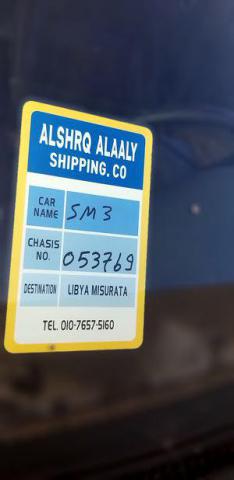 ALSHRQ ALAALY
SHIPPING. CO
CAR NAME SM3
CHASIS NO. 053769
DESTINATION LIBYA MISURATA
TEL. 010-7657-5160